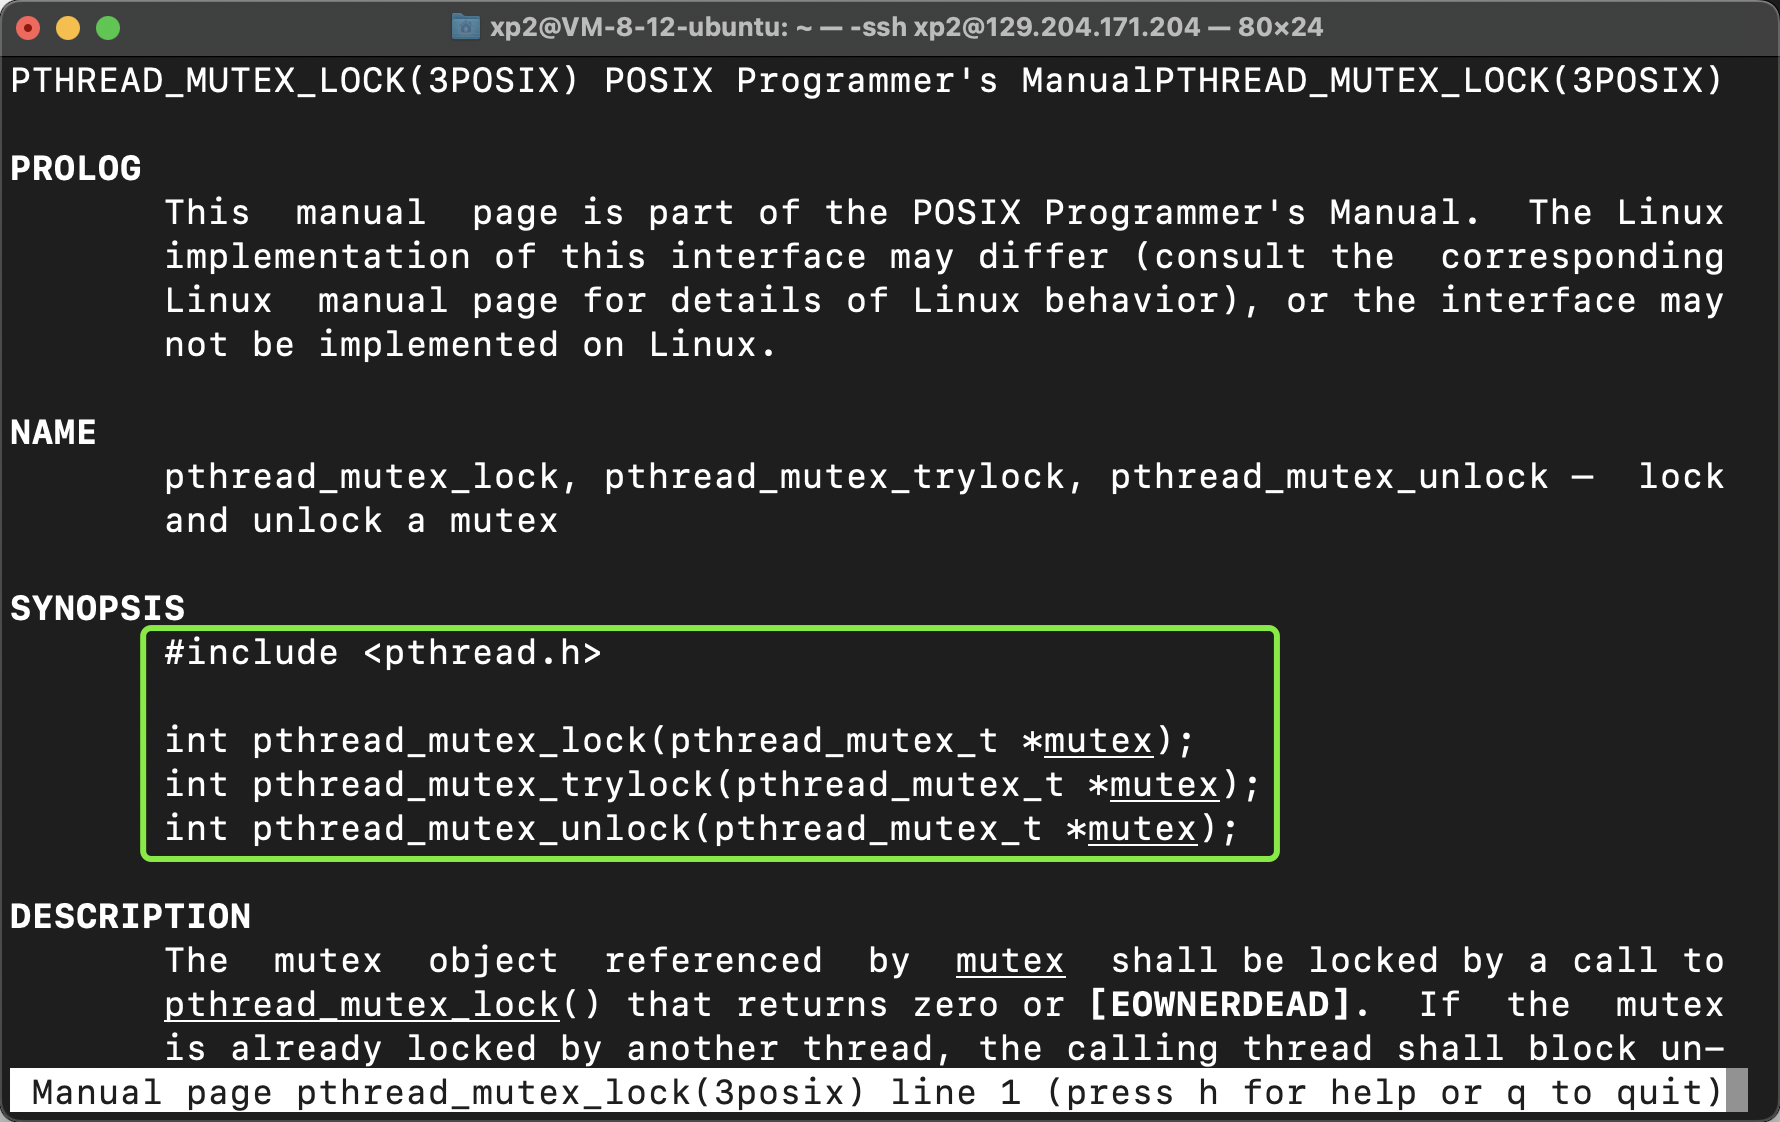 xp2@VM-8-12-ubuntu: ~ — -ssh xp2@129.204.171.204 — 80×24
PTHREAD_MUTEX_LOCK(3POSIX) POSIX Programmer's ManualPTHREAD_MUTEX_LOCK(3POSIX)
PROLOG
This manual page is part of the POSIX Programmer's Manual. The Linux
implementation of this interface may differ (consult the corresponding
Linux manual page for details of Linux behavior), or the interface may
not be implemented on Linux.
NAME
pthread_mutex_lock, pthread_mutex_trylock, pthread_mutex_unlock — lock
and unlock a mutex
SYNOPSIS
#include <pthread.h>
int pthread_mutex_lock(pthread_mutex_t *mutex);
int pthread_mutex_trylock(pthread_mutex_t *mutex);
int pthread_mutex_unlock(pthread_mutex_t *mutex);
DESCRIPTION
The mutex object referenced by mutex shall be locked by a call to
pthread_mutex_lock() that returns zero or [EOWNERDEAD]. If the mutex
is already locked by another thread, the calling thread shall block un‐
Manual page pthread_mutex_lock(3posix) line 1 (press h for help or q to quit)